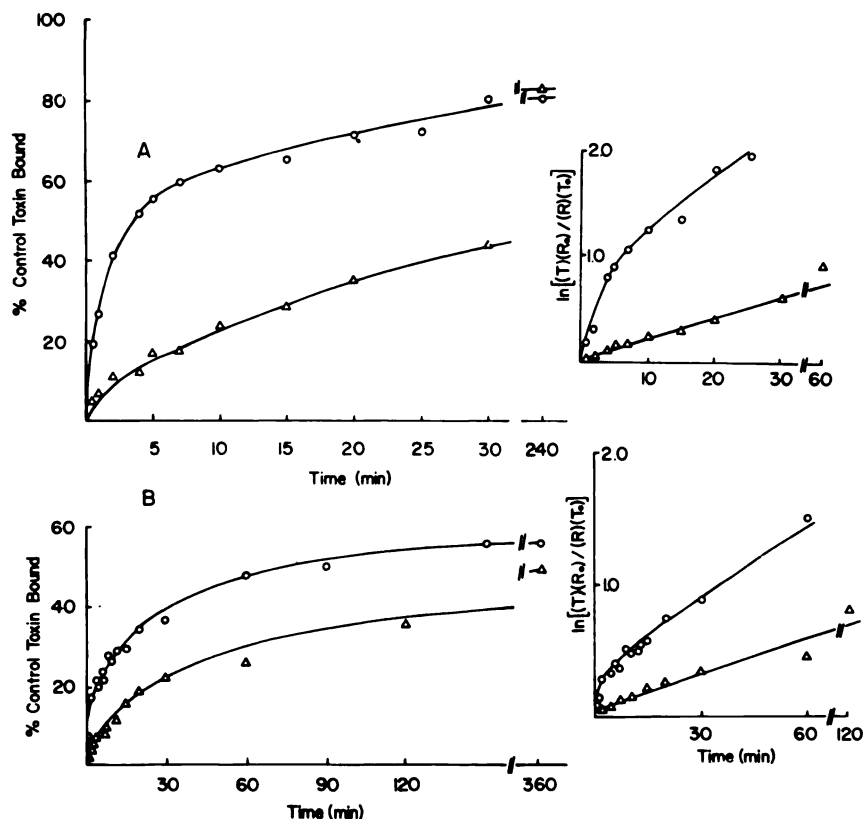 100
80
60
40
20
% Control Toxin Bound
A
5 10 15 20 25 30 240
Time (min)
2.0
1.0
ln[(T)(R₀)/(R)(T₀)]
10 20 30 60
B
60
40
20
% Control Toxin Bound
30 60 90 120 360
Time (min)
2.0
1.0
ln[(T)(R₀)/(R)(T₀)]
30 60 120
Time (min)